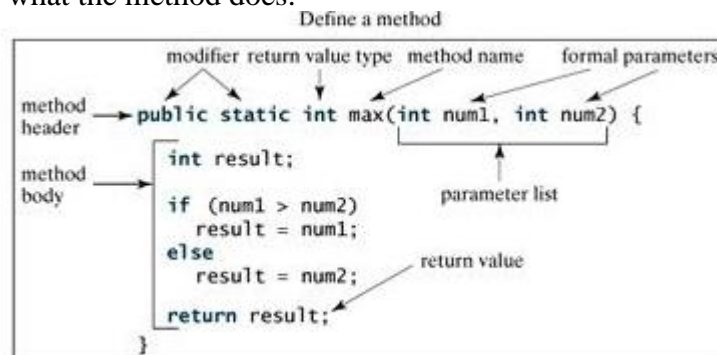 what the method does.
Define a method
modifier return value type method name formal parameters
method header
public static int max(int num1, int num2) {
method body
int result;
parameter list
if (num1 > num2)
result = num1;
else
result = num2;
return value
return result;
}